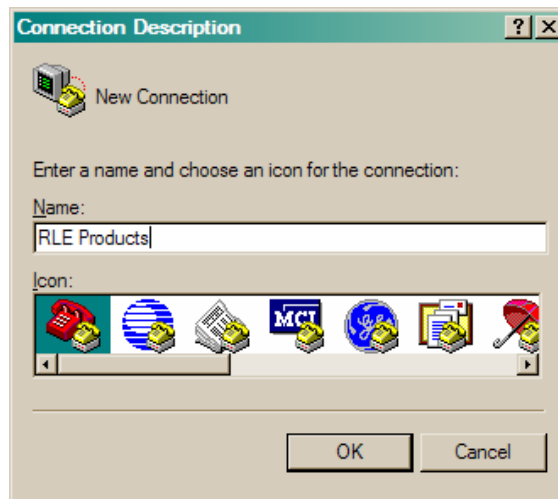 Connection Description
New Connection
Enter a name and choose an icon for the connection:
Name:
RLE Products
Icon:
MCI
OK Cancel